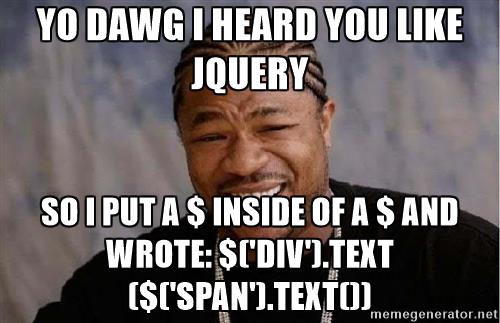 YO DAWG I HEARD YOU LIKE
JQUERY
SO I PUT A $ INSIDE OF A $ AND
WROTE: $('DIV').TEXT
($('SPAN').TEXT())
memegenerator.net